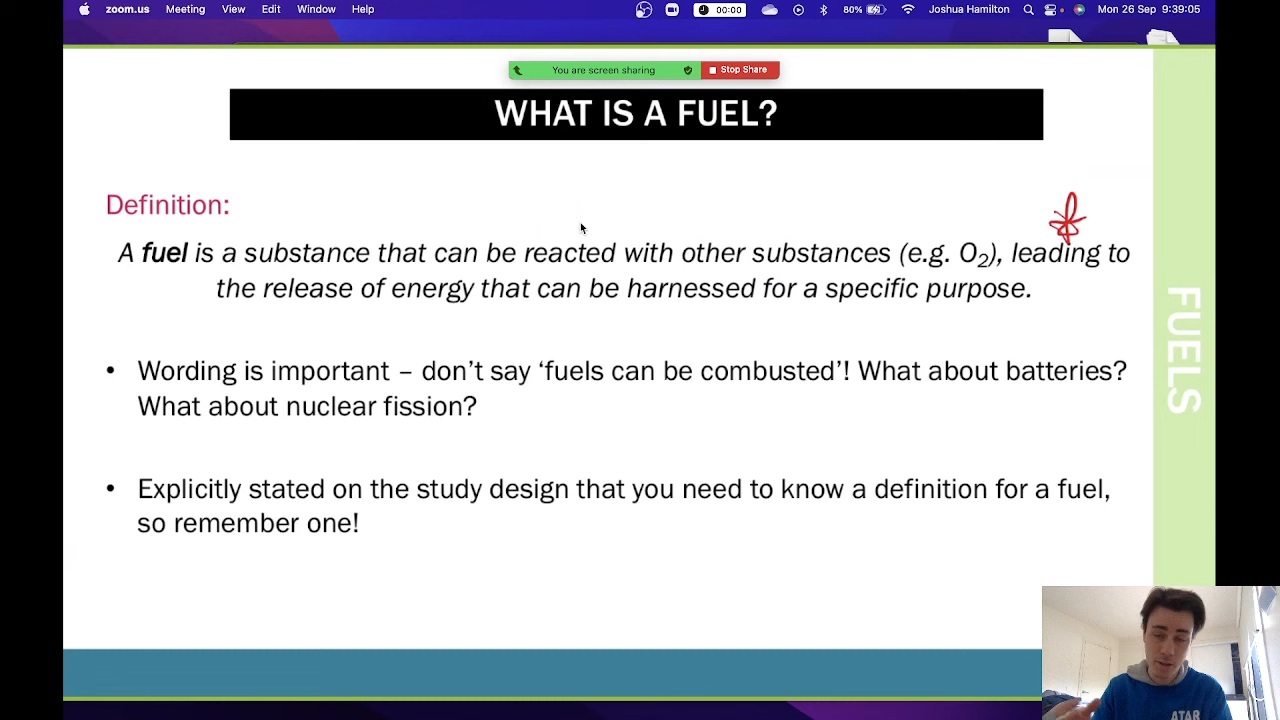 zoom.us Meeting View Edit Window Help 00:00 80% Joshua Hamilton Mon 26 Sep 9:39:05
You are screen sharing Stop Share
WHAT IS A FUEL?
Definition:
A fuel is a substance that can be reacted with other substances (e.g. O₂), leading to
the release of energy that can be harnessed for a specific purpose.
• Wording is important – don't say 'fuels can be combusted'! What about batteries?
What about nuclear fission?
• Explicitly stated on the study design that you need to know a definition for a fuel,
so remember one!
FUELS
ATAR